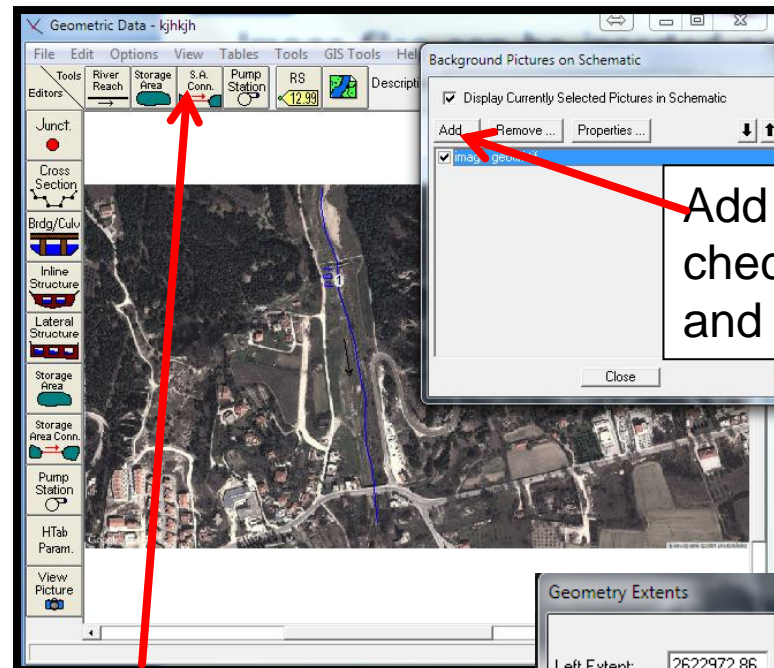 Geometric Data - kjhkjh
File Edit Options View Tables Tools GIS Tools
Tools
Editors
River
Reach
Storage
Area
S.A.
Conn.
Pump
Station
RS
12.99
Junct.
Cross
Section
Brdg/Culv
Inline
Structure
Lateral
Structure
Storage
Area
Storage
Area Conn.
Pump
Station
HTab
Param.
View
Picture
1
Background Pictures on Schematic
Display Currently Selected Pictures in Schematic
Add Remove ... Properties ...
Close
Add
and
Geometry Extents
Left Extent: 2622972.86